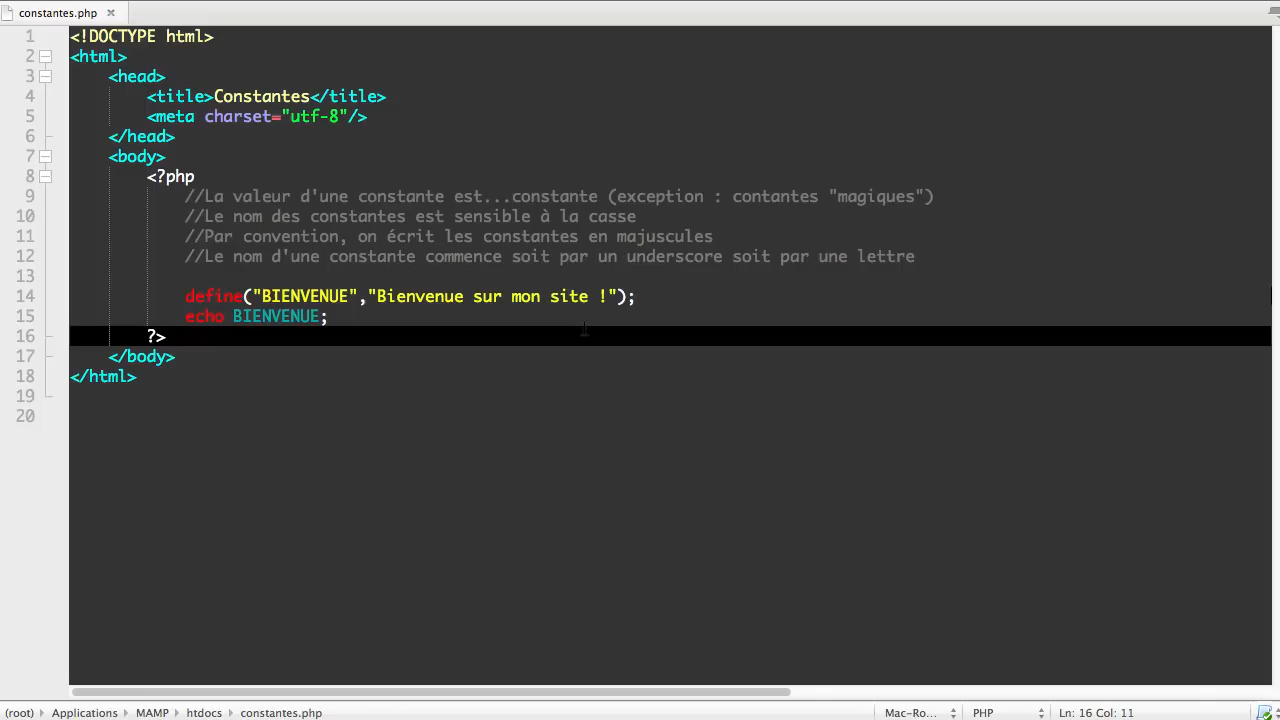 constantes.php
1 <!DOCTYPE html>
2 <html>
3 <head>
4 <title>Constantes</title>
5 <meta charset="utf-8"/>
6 </head>
7 <body>
8 <?php
9 //La valeur d'une constante est...constante (exception : contantes "magiques")
10 //Le nom des constantes est sensible à la casse
11 //Par convention, on écrit les constantes en majuscules
12 //Le nom d'une constante commence soit par un underscore soit par une lettre
13
14 define("BIENVENUE","Bienvenue sur mon site !");
15 echo BIENVENUE;
16 ?>
17 </body>
18 </html>
19
20
(root) Applications MAMP htdocs constantes.php Mac-Ro... PHP Ln: 16 Col: 11